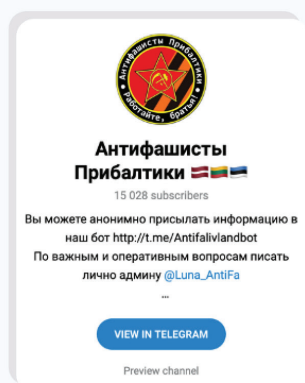 АНТИФАШИСТЫ ПРИБАЛТИКИ
Работайте, братья!
Антифашисты
Прибалтики
15 028 subscribers
Вы можете анонимно присылать информацию в
наш бот http://t.me/Antifalivlandbot
По важным и оперативным вопросам писать
лично админу @Luna_AntiFa
...
VIEW IN TELEGRAM
Preview channel